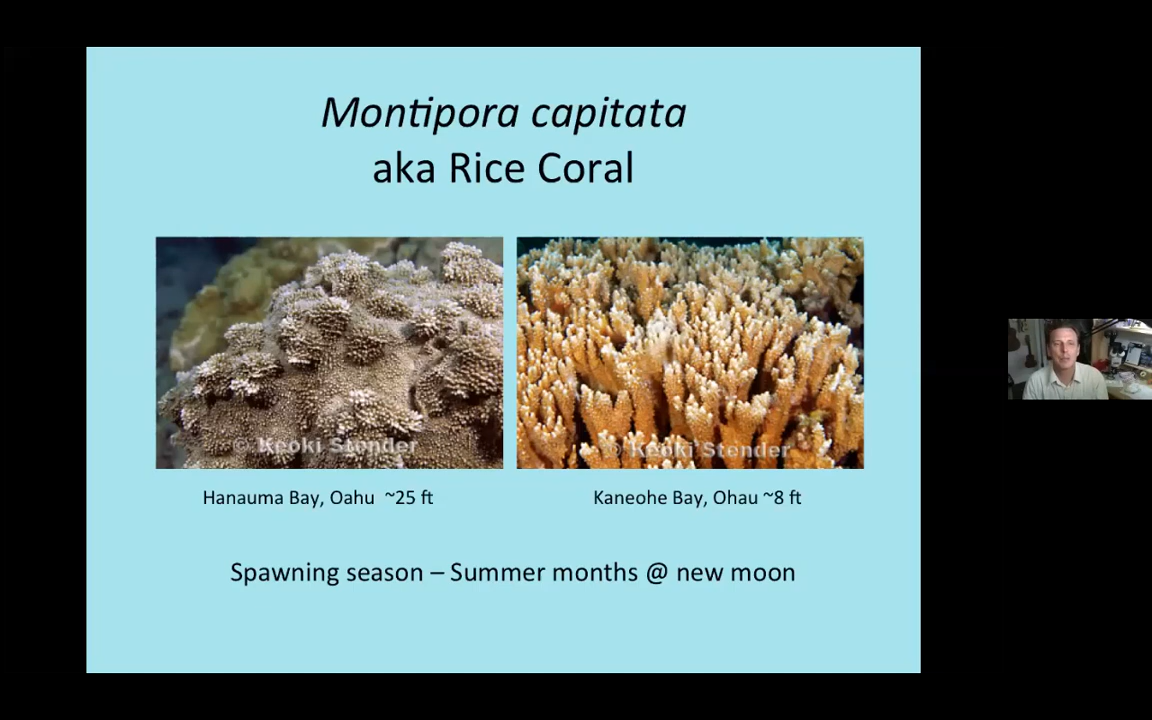 Montipora capitata
aka Rice Coral
© Keoki Stender
© Keoki Stender
Hanauma Bay, Oahu ~25 ft
Kaneohe Bay, Ohau ~8 ft
Spawning season – Summer months @ new moon